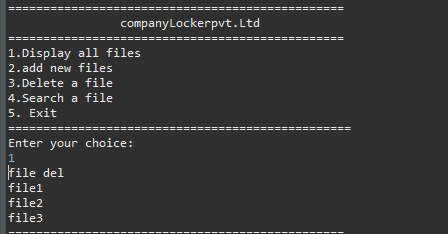 ================================================
companyLockerpvt.Ltd
================================================
1.Display all files
2.add new files
3.Delete a file
4.Search a file
5. Exit
=================================================
Enter your choice:
1
file del
file1
file2
file3
================================================